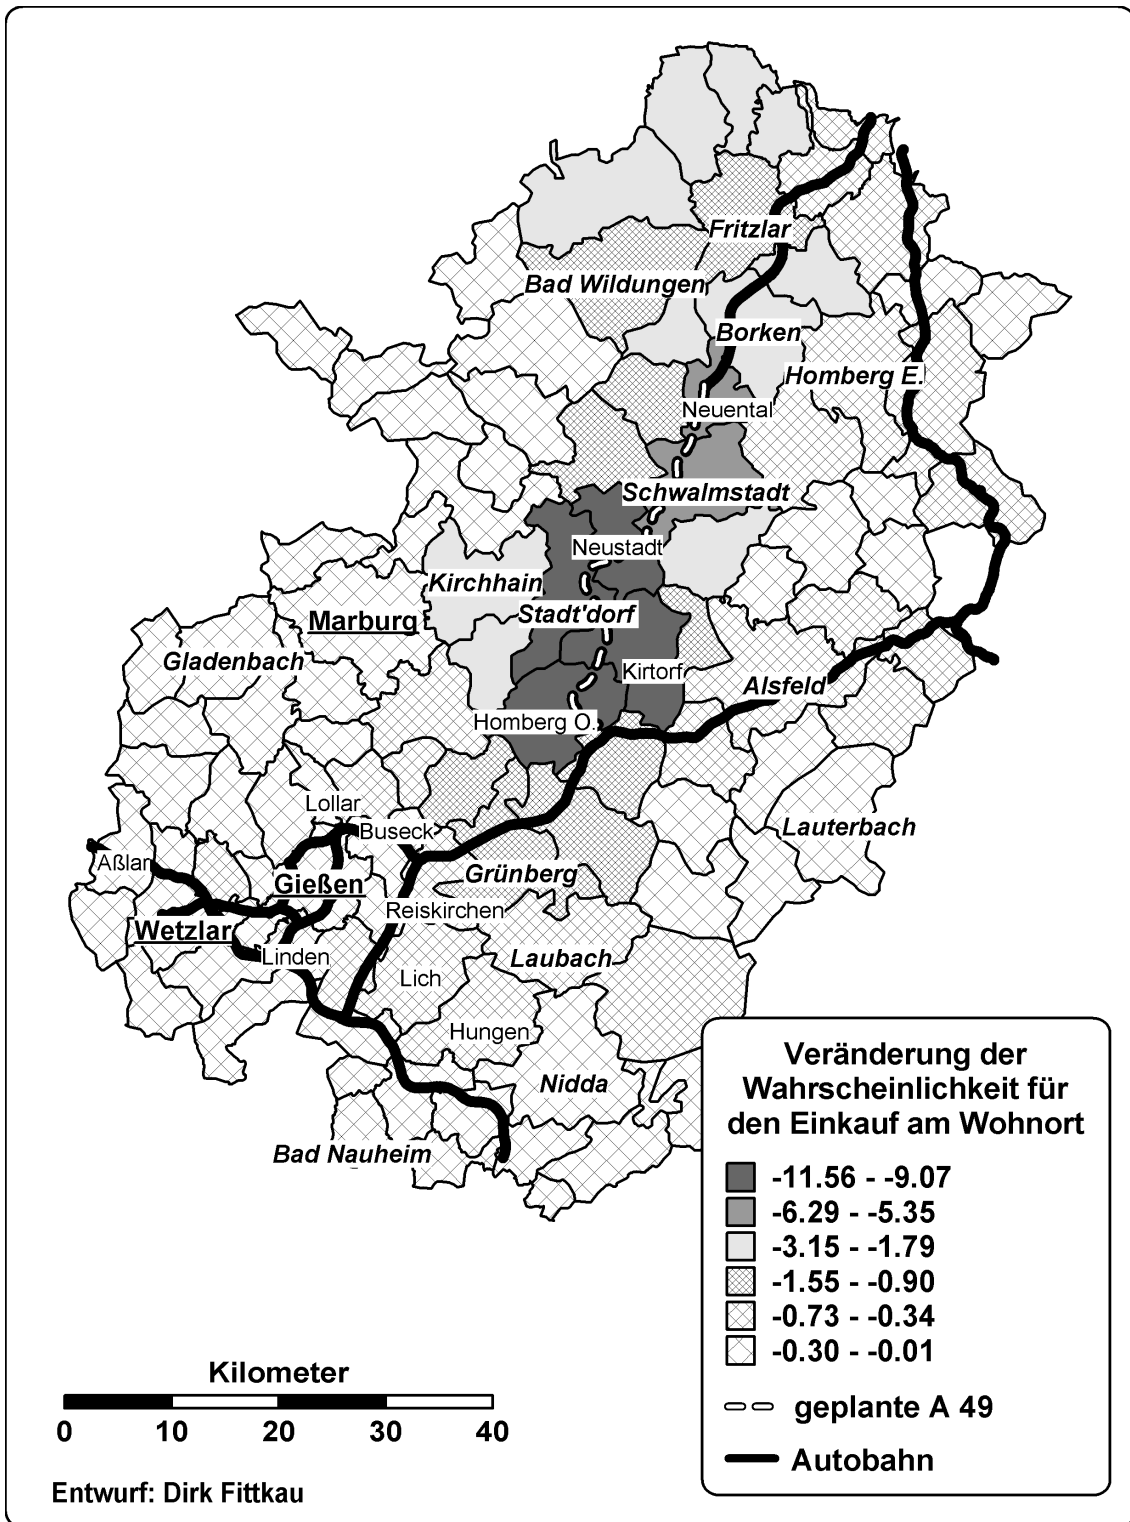 Fritzlar
Bad Wildungen
Borken
Homberg E.
Neuental
Schwalmstadt
Neustadt
Kirchhain
Stadt'dorf
Marburg
Gladenbach
Kirtorf
Alsfeld
Homberg O.
Lollar
Buseck
Lauterbach
Aßlar
Grünberg
Gießen
Reiskirchen
Wetzlar
Linden
Laubach
Lich
Hungen
Nidda
Bad Nauheim
Veränderung der
Wahrscheinlichkeit für
den Einkauf am Wohnort
-11.56 - -9.07
-6.29 - -5.35
-3.15 - -1.79
-1.55 - -0.90
-0.73 - -0.34
-0.30 - -0.01
geplante A 49
Autobahn
Kilometer
0 10 20 30 40
Entwurf: Dirk Fittkau